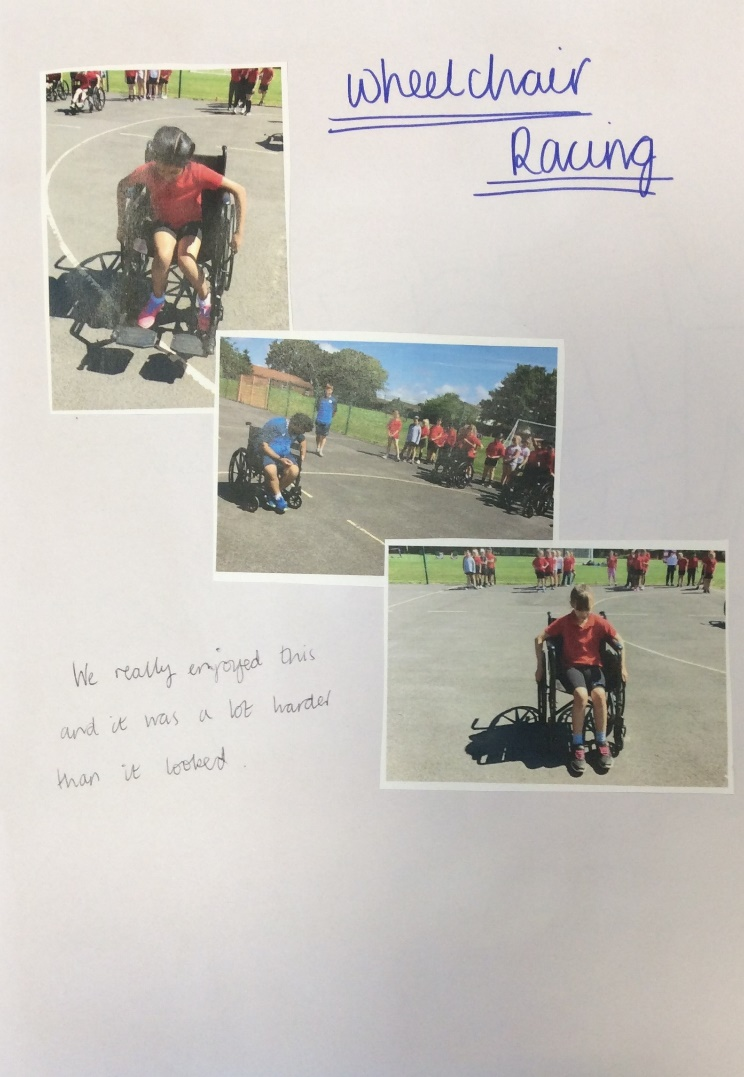 Wheelchair
Racing
We really enjoyed this
and it was a lot harder
than it looked.